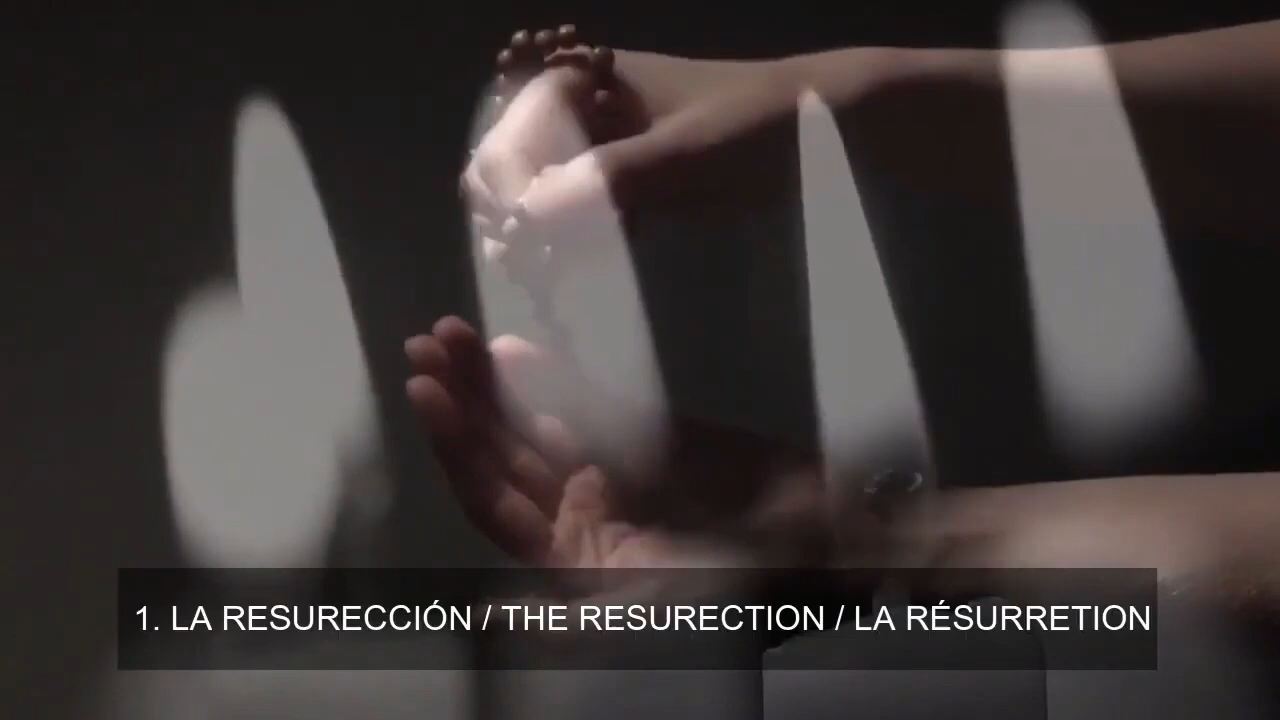 1. LA RESURECCIÓN / THE RESURECTION / LA RÉSURRETION